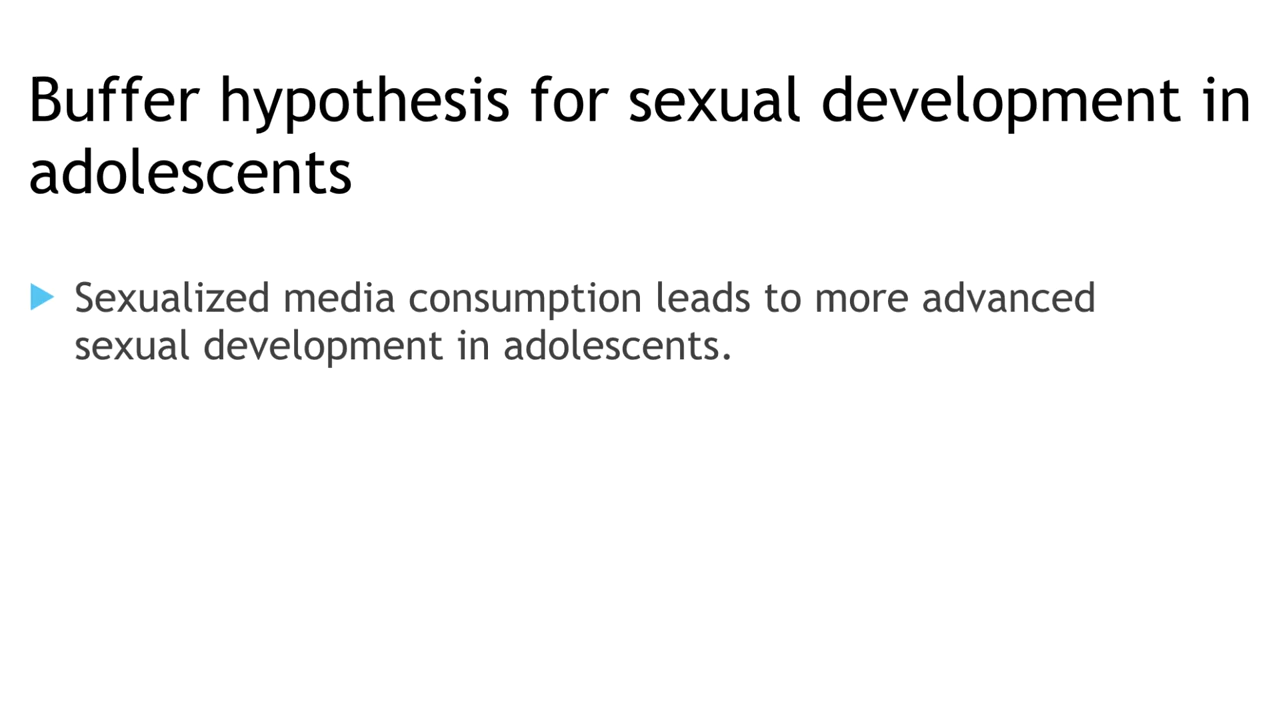 Buffer hypothesis for sexual development in
adolescents
Sexualized media consumption leads to more advanced
sexual development in adolescents.